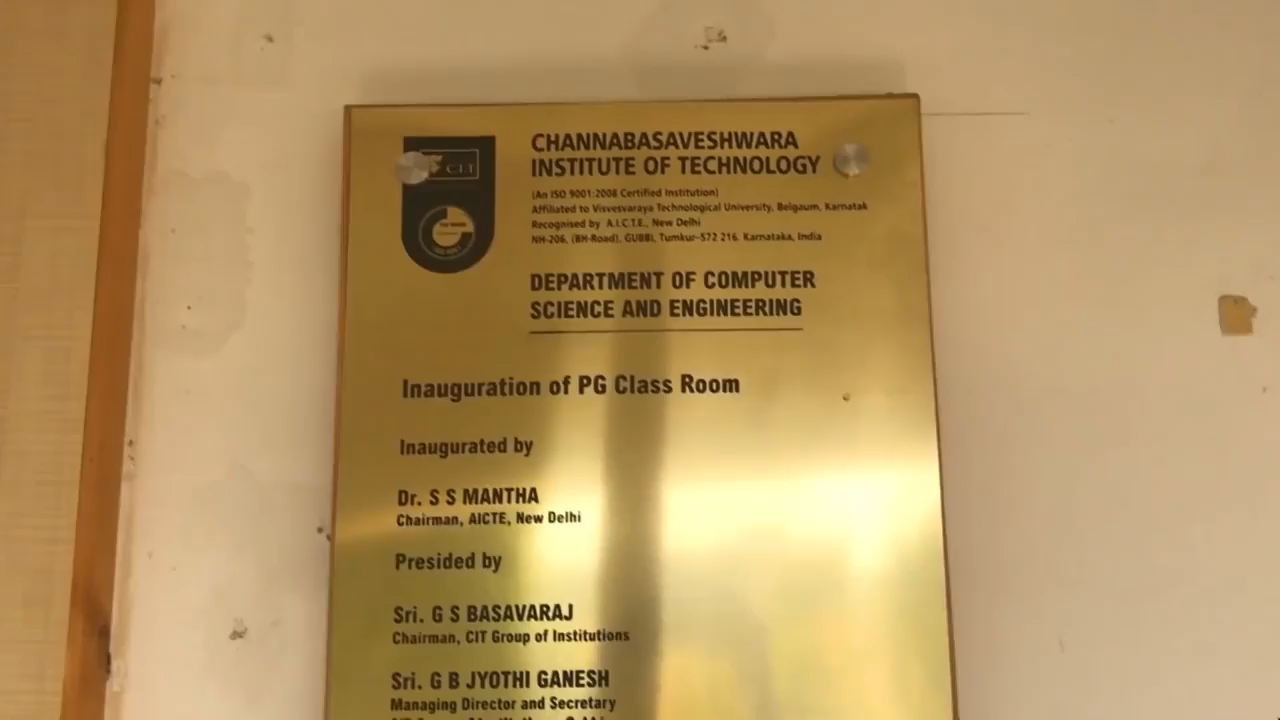 CIT
CHANNABASAVESHWARA
INSTITUTE OF TECHNOLOGY
(An ISO 9001:2008 Certified Institution)
Affiliated to Visvesvaraya Technological University, Belgaum, Karnatak
Recognised by A.I.C.T.E., New Delhi
NH-206, (BH-Road), GUBBI, Tumkur-572 216. Karnataka, India
DEPARTMENT OF COMPUTER
SCIENCE AND ENGINEERING
Inauguration of PG Class Room
Inaugurated by
Dr. S S MANTHA
Chairman, AICTE, New Delhi
Presided by
Sri. G S BASAVARAJ
Chairman, CIT Group of Institutions
Sri. G B JYOTHI GANESH
Managing Director and Secretary